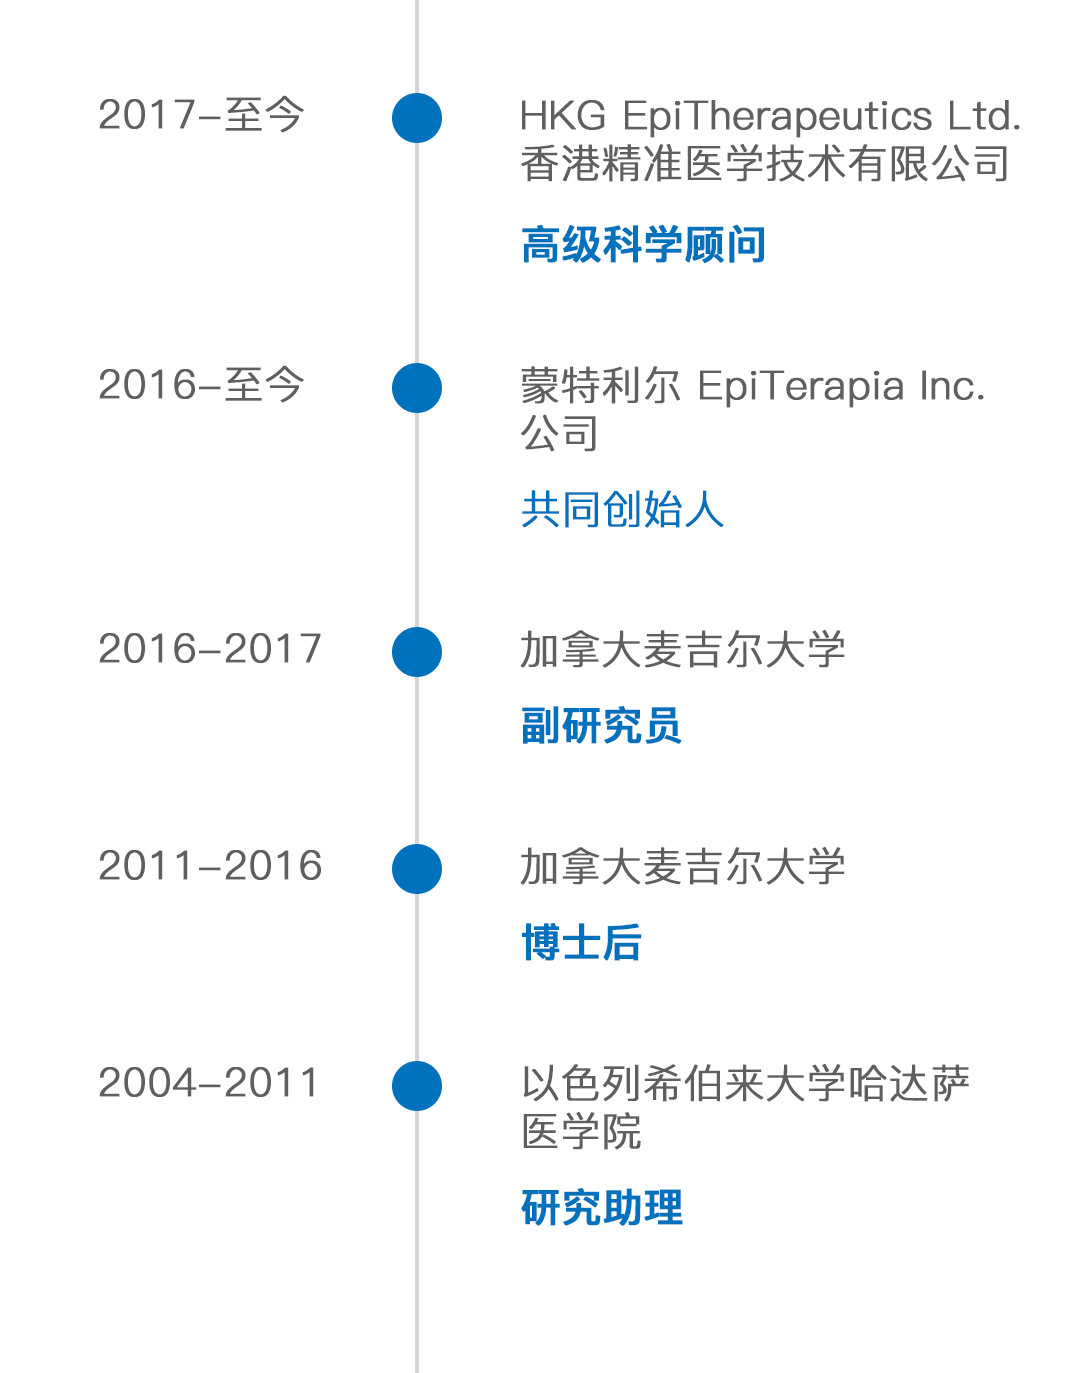 2017-至今
HKG EpiTherapeutics Ltd.
香港精准医学技术有限公司
高级科学顾问
2016-至今
蒙特利尔 EpiTerapia Inc.
公司
共同创始人
2016-2017
加拿大麦吉尔大学
副研究员
2011-2016
加拿大麦吉尔大学
博士后
2004-2011
以色列希伯来大学哈达萨
医学院
研究助理